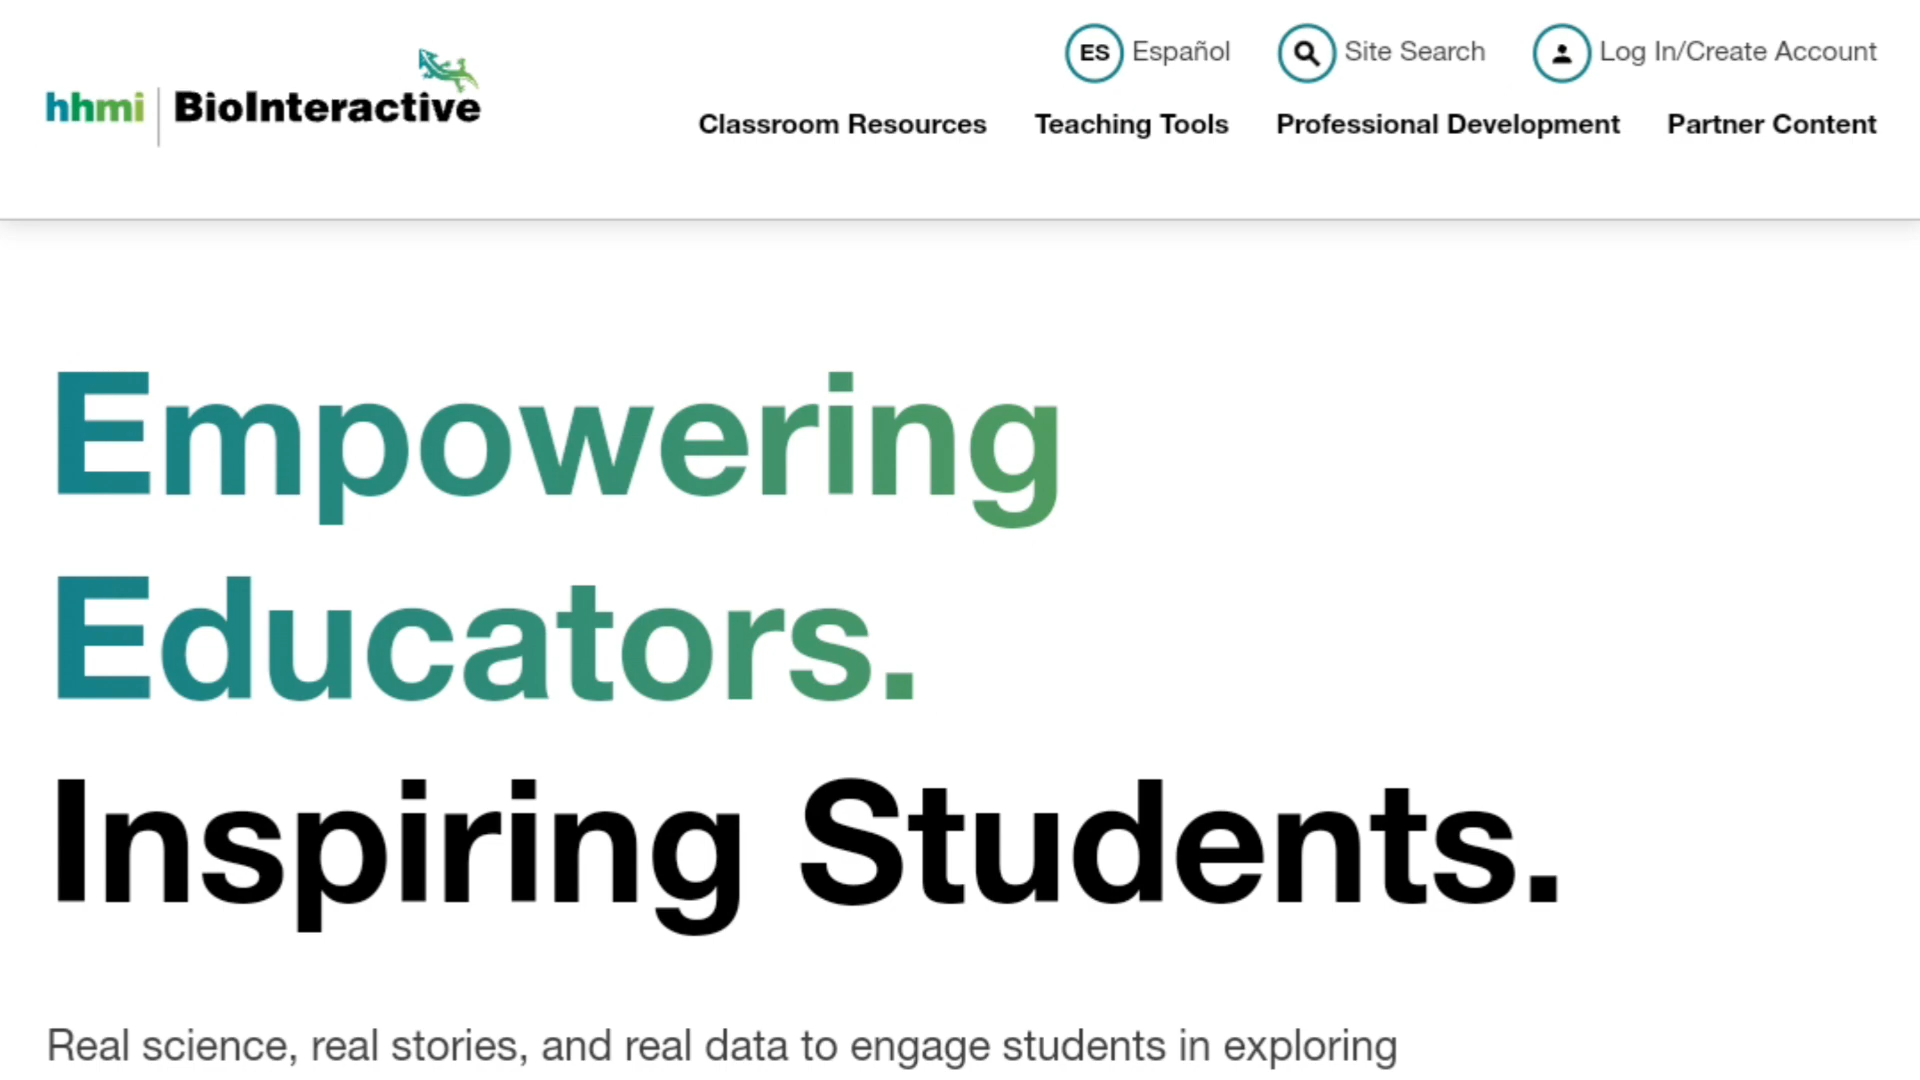 ES Español Site Search Log In/Create Account
hhmi BioInteractive
Classroom Resources Teaching Tools Professional Development Partner Content
Empowering
Educators.
Inspiring Students.
Real science, real stories, and real data to engage students in exploring